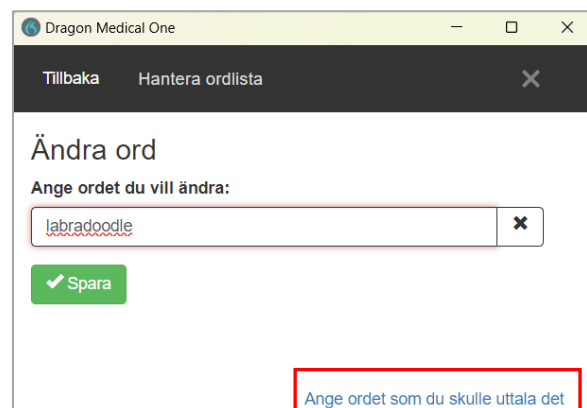 Dragon Medical One
Tillbaka Hantera ordlista
Ändra ord
Ange ordet du vill ändra:
labradoodle
Spara
Ange ordet som du skulle uttala det